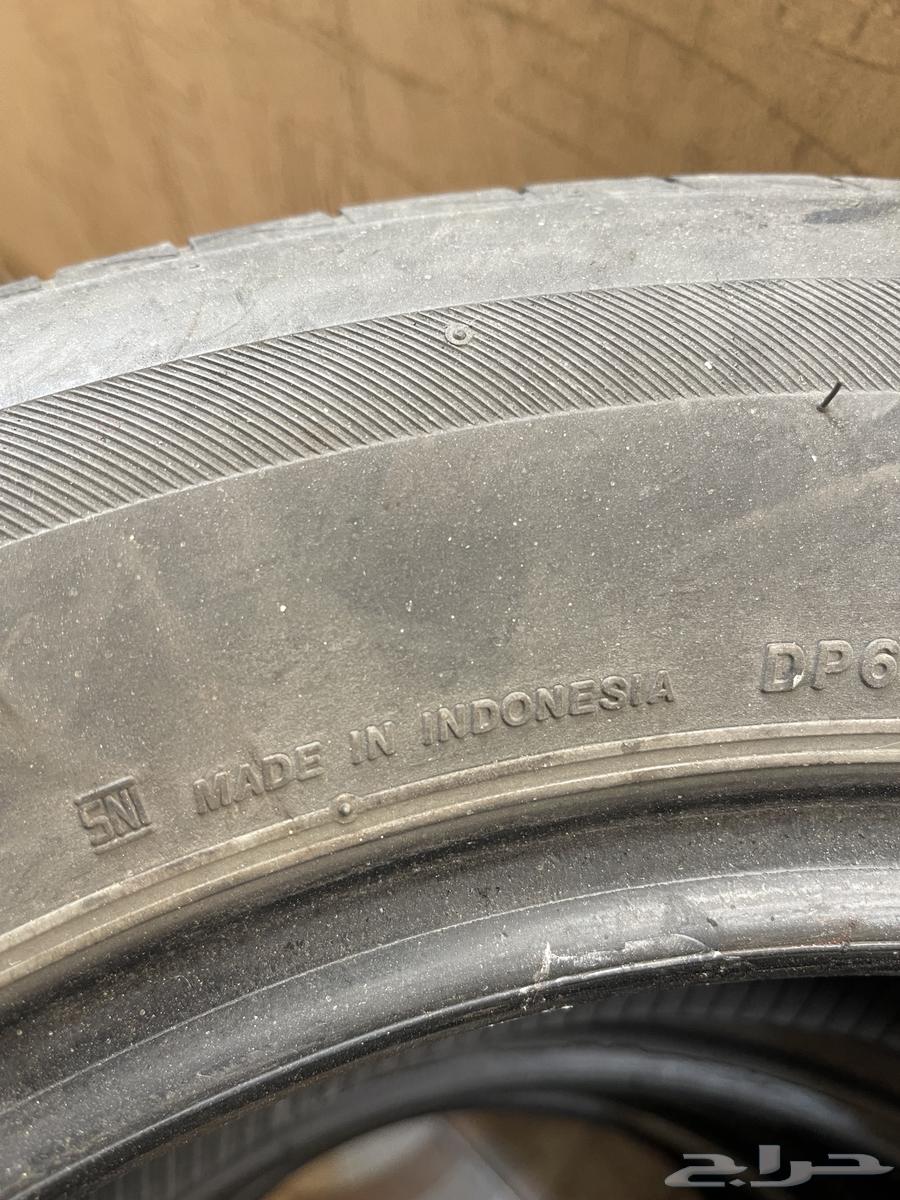 SNI MADE IN INDONESIA DP6
حراج